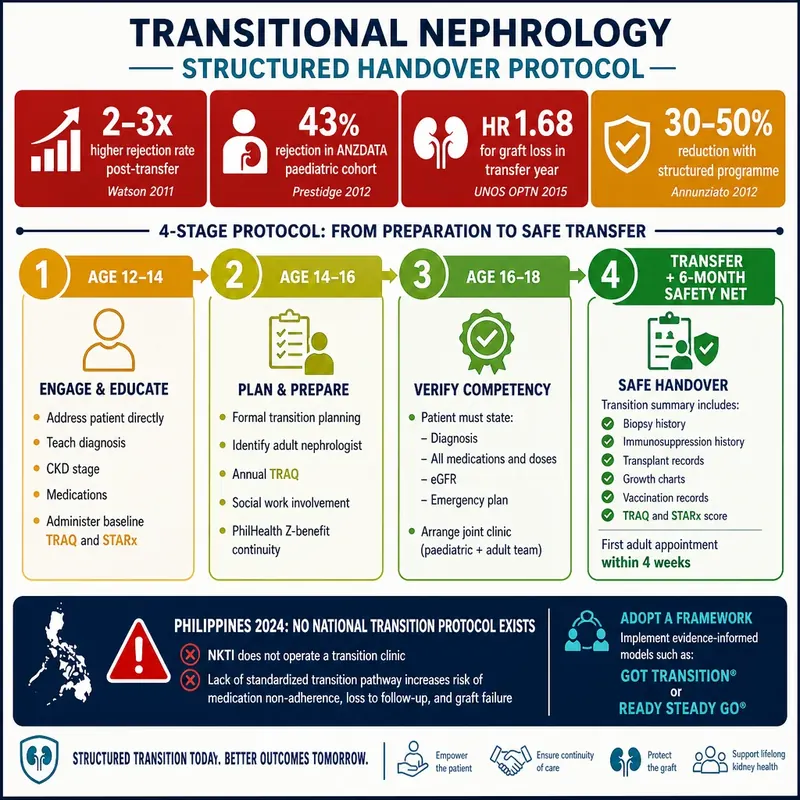 TRANSITIONAL NEPHROLOGY
STRUCTURED HANDOVER PROTOCOL
2–3x
higher rejection rate
post-transfer
Watson 2011
43%
rejection in ANZDATA
paediatric cohort
Prestidge 2012
HR 1.68
for graft loss in
transfer year
UNOS OPTN 2015
30–50%
reduction with
structured programme
Annunziato 2012
4-STAGE PROTOCOL: FROM PREPARATION TO SAFE TRANSFER
1
AGE 12–14
ENGAGE & EDUCATE
• Address patient directly
• Teach diagnosis
• CKD stage
• Medications
• Administer baseline
TRAQ and STARx
2
AGE 14–16
PLAN & PREPARE
• Formal transition planning
• Identify adult nephrologist
• Annual TRAQ
• Social work involvement
• PhilHealth Z-benefit
continuity
3
AGE 16–18
VERIFY COMPETENCY
• Patient must state:
– Diagnosis
– All medications and doses
– eGFR
– Emergency plan
• Arrange joint clinic
(paediatric + adult team)
4
TRANSFER
+ 6-MONTH
SAFETY NET
SAFE HANDOVER
Transition summary includes:
Biopsy history
Immunosuppression history
Transplant records
Growth charts
Vaccination records
TRAQ and STARx score
First adult appointment
within 4 weeks
PHILIPPINES 2024: NO NATIONAL TRANSITION PROTOCOL EXISTS
NKTI does not operate a transition clinic
Lack of standardized transition pathway increases risk of
medication non-adherence, loss to follow-up, and graft failure
ADOPT A FRAMEWORK
Implement evidence-informed
models such as:
GOT TRANSITION®
or
READY STEADY GO®
STRUCTURED TRANSITION TODAY. BETTER OUTCOMES TOMORROW.
Empower
the patient
Ensure continuity
of care
Protect
the graft
Support lifelong
kidney health